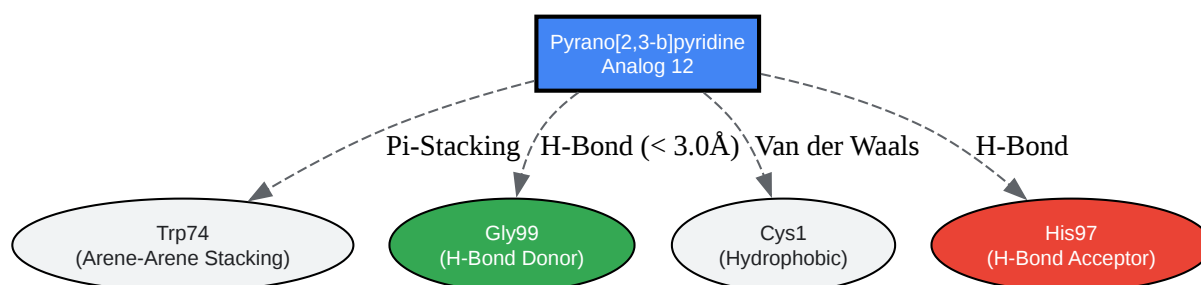 Pyrano[2,3-b]pyridine
Analog 12
Pi-Stacking
H-Bond (< 3.0Å)
Van der Waals
H-Bond
Trp74
(Arene-Arene Stacking)
Gly99
(H-Bond Donor)
Cys1
(Hydrophobic)
His97
(H-Bond Acceptor)